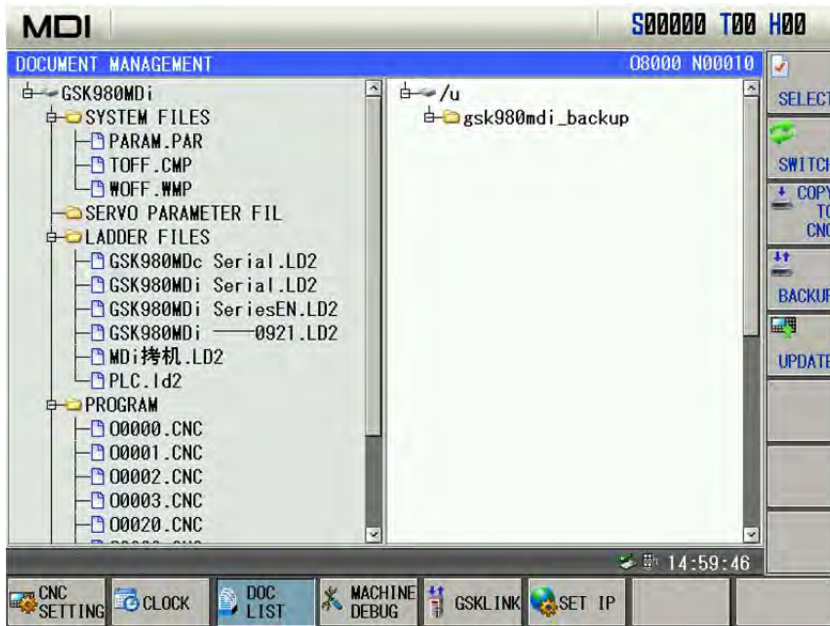 MDI S00000 T00 H00
DOCUMENT MANAGEMENT O8000 N00010
GSK980MDi
SYSTEM FILES
PARAM.PAR
TOFF.CMP
WOFF.WMP
SERVO PARAMETER FIL
LADDER FILES
GSK980MDc Serial.LD2
GSK980MDi Serial.LD2
GSK980MDi SeriesEN.LD2
GSK980MDi ——0921.LD2
MDi拷机.LD2
PLC.ld2
PROGRAM
O0000.CNC
O0001.CNC
O0002.CNC
O0003.CNC
O0020.CNC
/u
gsk980mdi_backup
SELECT
SWITCH
COPY
TO
CNC
BACKUP
UPDATE
14:59:46
CNC
SETTING
CLOCK
DOC
LIST
MACHINE
DEBUG
GSKLINK
SET IP